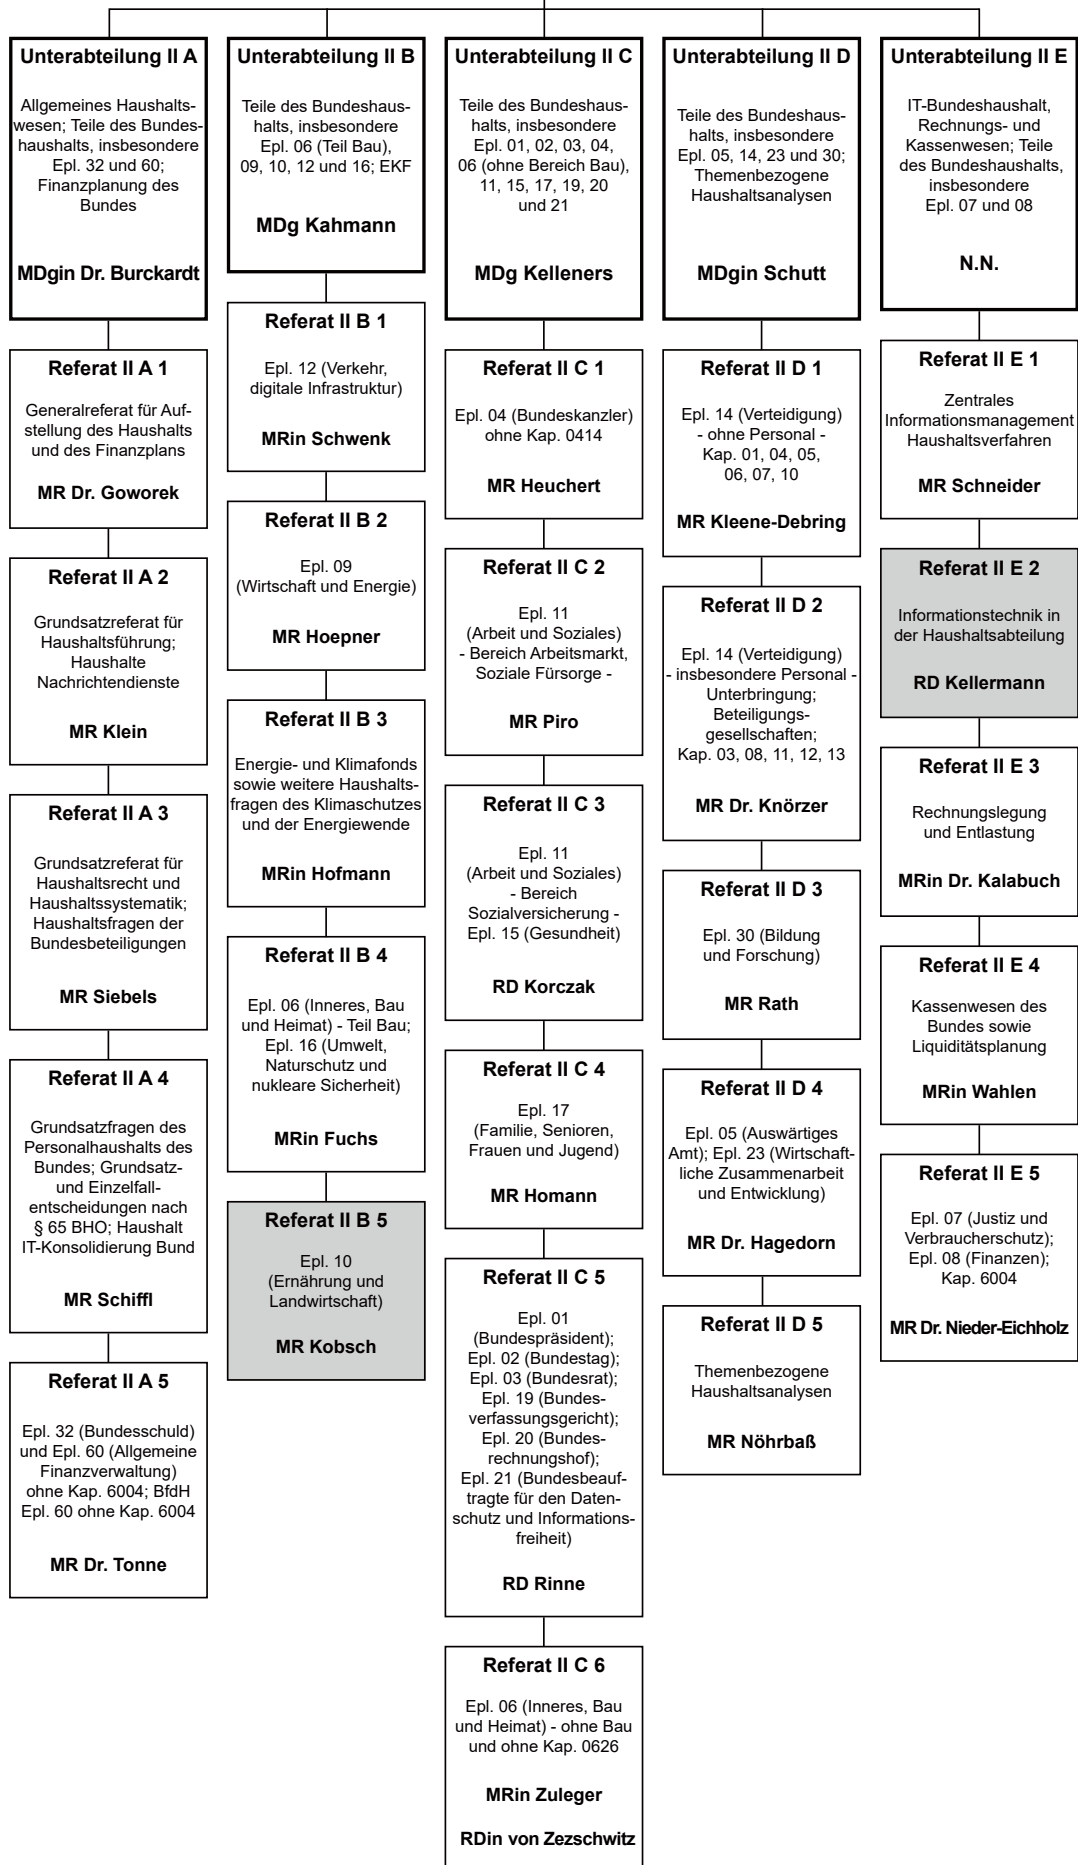 Unterabteilung II A
Allgemeines Haushalts-
wesen; Teile des Bundes-
haushalts, insbesondere
Epl. 32 und 60;
Finanzplanung des
Bundes
MDgin Dr. Burckardt
Referat II A 1
Generalreferat für Auf-
stellung des Haushalts
und des Finanzplans
MR Dr. Goworek
Referat II A 2
Grundsatzreferat für
Haushaltsführung;
Haushalte
Nachrichtendienste
MR Klein
Referat II A 3
Grundsatzreferat für
Haushaltsrecht und
Haushaltssystematik;
Haushaltsfragen der
Bundesbeteiligungen
MR Siebels
Referat II A 4
Grundsatzfragen des
Personalhaushalts des
Bundes; Grundsatz-
und Einzelfall-
entscheidungen nach
§ 65 BHO; Haushalt
IT-Konsolidierung Bund
MR Schiffl
Referat II A 5
Epl. 32 (Bundesschuld)
und Epl. 60 (Allgemeine
Finanzverwaltung)
ohne Kap. 6004; BfdH
Epl. 60 ohne Kap. 6004
MR Dr. Tonne
Unterabteilung II B
Teile des Bundeshaus-
halts, insbesondere
Epl. 06 (Teil Bau),
09, 10, 12 und 16; EKF
MDg Kahmann
Referat II B 1
Epl. 12 (Verkehr,
digitale Infrastruktur)
MRin Schwenk
Referat II B 2
Epl. 09
(Wirtschaft und Energie)
MR Hoepner
Referat II B 3
Energie- und Klimafonds
sowie weitere Haushalts-
fragen des Klimaschutzes
und der Energiewende
MRin Hofmann
Referat II B 4
Epl. 06 (Inneres, Bau
und Heimat) - Teil Bau;
Epl. 16 (Umwelt,
Naturschutz und
nukleare Sicherheit)
MRin Fuchs
Referat II B 5
Epl. 10
(Ernährung und
Landwirtschaft)
MR Kobsch
Unterabteilung II C
Teile des Bundeshaus-
halts, insbesondere
Epl. 01, 02, 03, 04,
06 (ohne Bereich Bau),
11, 15, 17, 19, 20
und 21
MDg Kelleners
Referat II C 1
Epl. 04 (Bundeskanzler)
ohne Kap. 0414
MR Heuchert
Referat II C 2
Epl. 11
(Arbeit und Soziales)
- Bereich Arbeitsmarkt,
Soziale Fürsorge -
MR Piro
Referat II C 3
Epl. 11
(Arbeit und Soziales)
- Bereich
Sozialversicherung -
Epl. 15 (Gesundheit)
RD Korczak
Referat II C 4
Epl. 17
(Familie, Senioren,
Frauen und Jugend)
MR Homann
Referat II C 5
Epl. 01
(Bundespräsident);
Epl. 02 (Bundestag);
Epl. 03 (Bundesrat);
Epl. 19 (Bundes-
verfassungsgericht);
Epl. 20 (Bundes-
rechnungshof);
Epl. 21 (Bundesbeauf-
tragte für den Daten-
schutz und Informations-
freiheit)
RD Rinne
Referat II C 6
Epl. 06 (Inneres, Bau
und Heimat) - ohne Bau
und ohne Kap. 0626
MRin Zuleger
RDin von Zezschwitz
Unterabteilung II D
Teile des Bundeshaus-
halts, insbesondere
Epl. 05, 14, 23 und 30;
Themenbezogene
Haushaltsanalysen
MDgin Schutt
Referat II D 1
Epl. 14 (Verteidigung)
- ohne Personal -
Kap. 01, 04, 05,
06, 07, 10
MR Kleene-Debring
Referat II D 2
Epl. 14 (Verteidigung)
- insbesondere Personal -
Unterbringung;
Beteiligungs-
gesellschaften;
Kap. 03, 08, 11, 12, 13
MR Dr. Knörzer
Referat II D 3
Epl. 30 (Bildung
und Forschung)
MR Rath
Referat II D 4
Epl. 05 (Auswärtiges
Amt); Epl. 23 (Wirtschaft-
liche Zusammenarbeit
und Entwicklung)
MR Dr. Hagedorn
Referat II D 5
Themenbezogene
Haushaltsanalysen
MR Nöhrbaß
Unterabteilung II E
IT-Bundeshaushalt,
Rechnungs- und
Kassenwesen; Teile
des Bundeshaushalts,
insbesondere
Epl. 07 und 08
N.N.
Referat II E 1
Zentrales
Informationsmanagement
Haushaltsverfahren
MR Schneider
Referat II E 2
Informationstechnik in
der Haushaltsabteilung
RD Kellermann
Referat II E 3
Rechnungslegung
und Entlastung
MRin Dr. Kalabuch
Referat II E 4
Kassenwesen des
Bundes sowie
Liquiditätsplanung
MRin Wahlen
Referat II E 5
Epl. 07 (Justiz und
Verbraucherschutz);
Epl. 08 (Finanzen);
Kap. 6004
MR Dr. Nieder-Eichholz